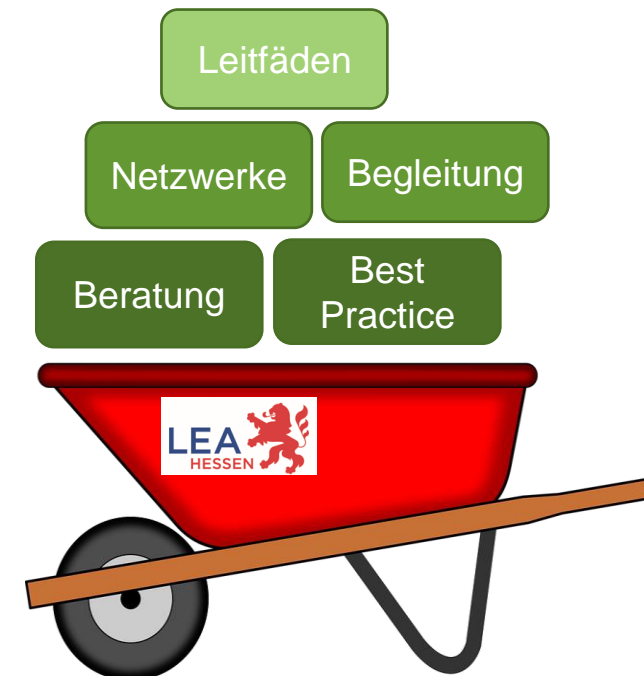 Leitfäden
Netzwerke
Begleitung
Beratung
Best
Practice
LEA
HESSEN